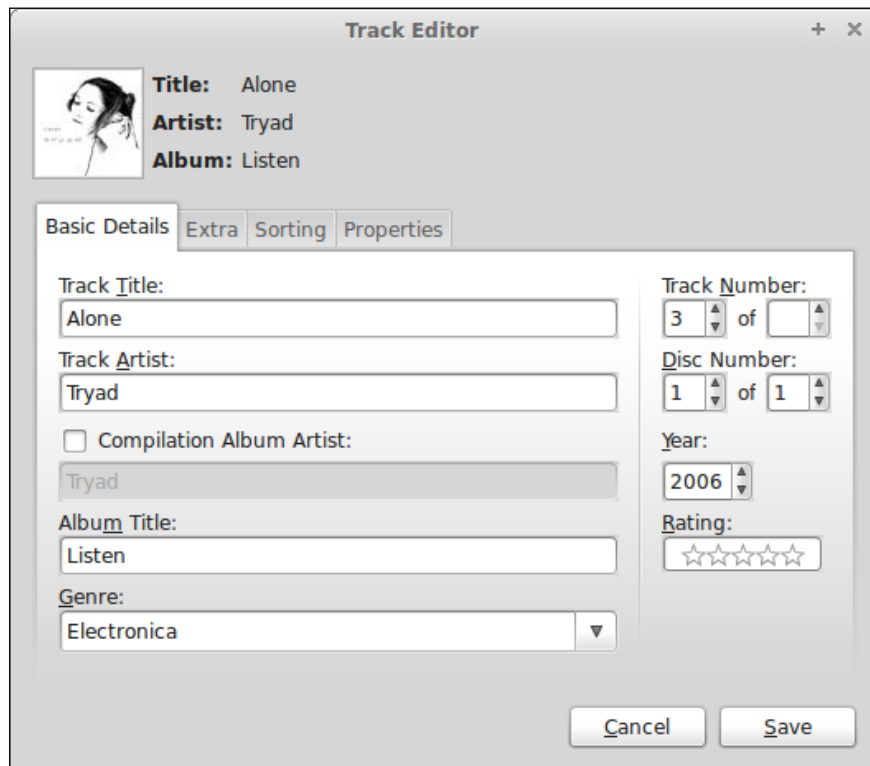 Track Editor
Title: Alone
Artist: Tryad
Album: Listen
Basic Details Extra Sorting Properties
Track Title:
Alone
Track Artist:
Tryad
Compilation Album Artist:
Tryad
Album Title:
Listen
Genre:
Electronica
Track Number:
3 of
Disc Number:
1 of 1
Year:
2006
Rating:
Cancel Save